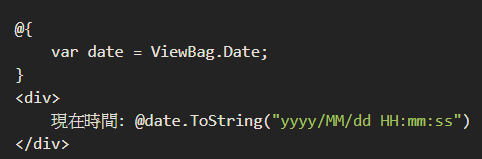 @{
    var date = ViewBag.Date;
}
<div>
    現在時間: @date.ToString("yyyy/MM/dd HH:mm:ss")
</div>